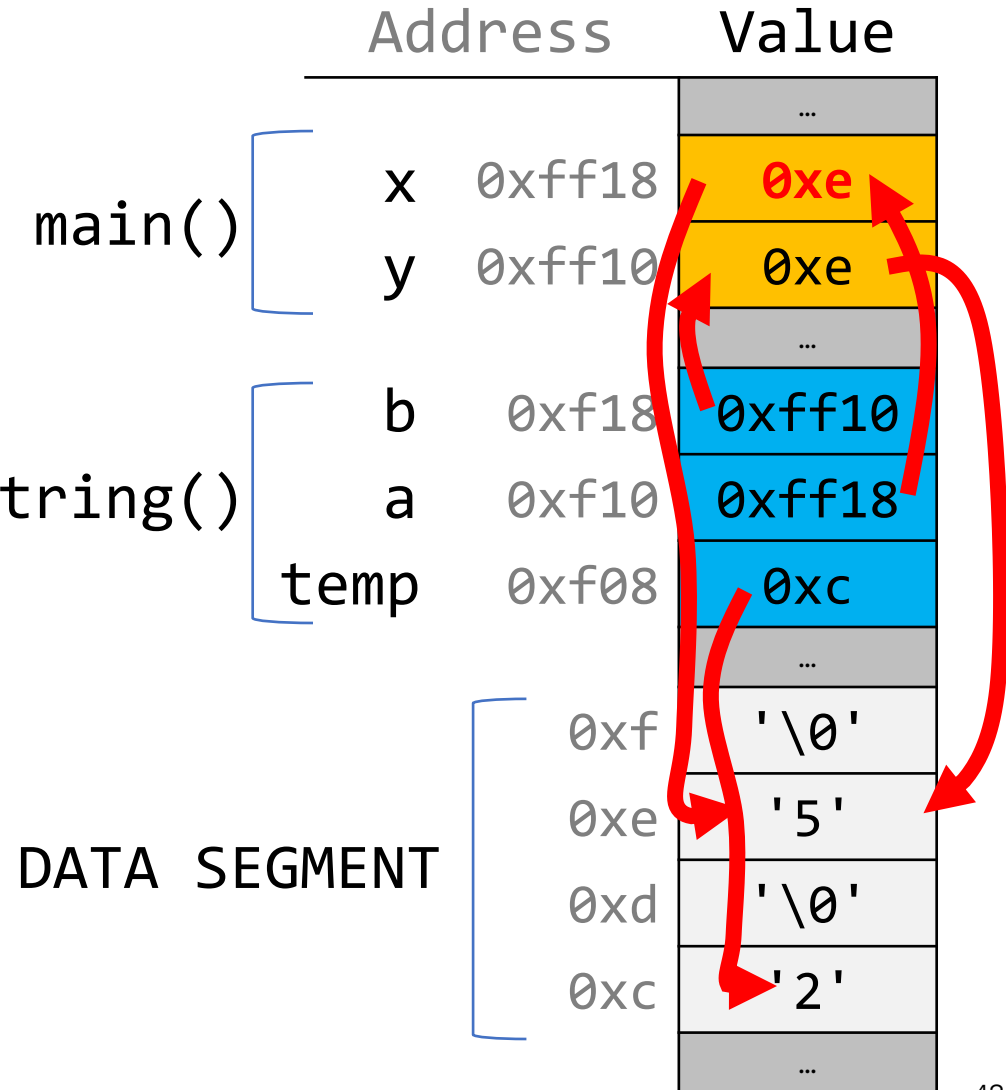 Address Value
…
x 0xff18 0xe
main()
y 0xff10 0xe
…
b 0xf18 0xff10
tring() a 0xf10 0xff18
temp 0xf08 0xc
…
0xf '\0'
0xe '5'
DATA SEGMENT
0xd '\0'
0xc '2'
…